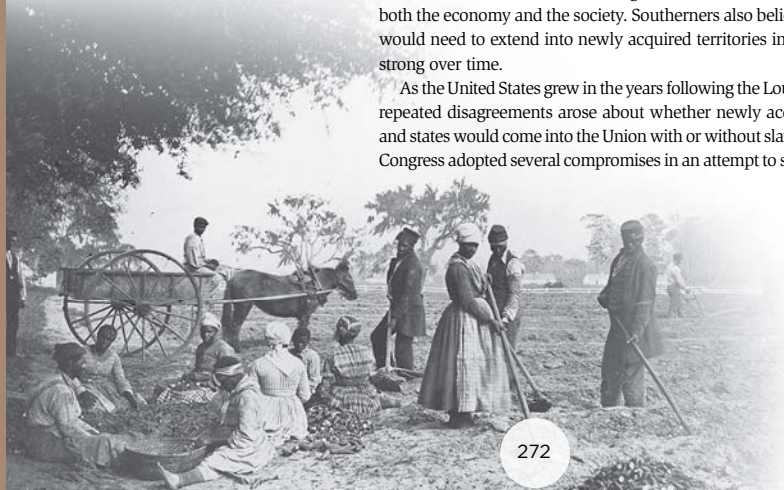 both the economy and the society. Southerners also beli
would need to extend into newly acquired territories in
strong over time.
As the United States grew in the years following the Lou
repeated disagreements arose about whether newly ac
and states would come into the Union with or without sla
Congress adopted several compromises in an attempt to s
272